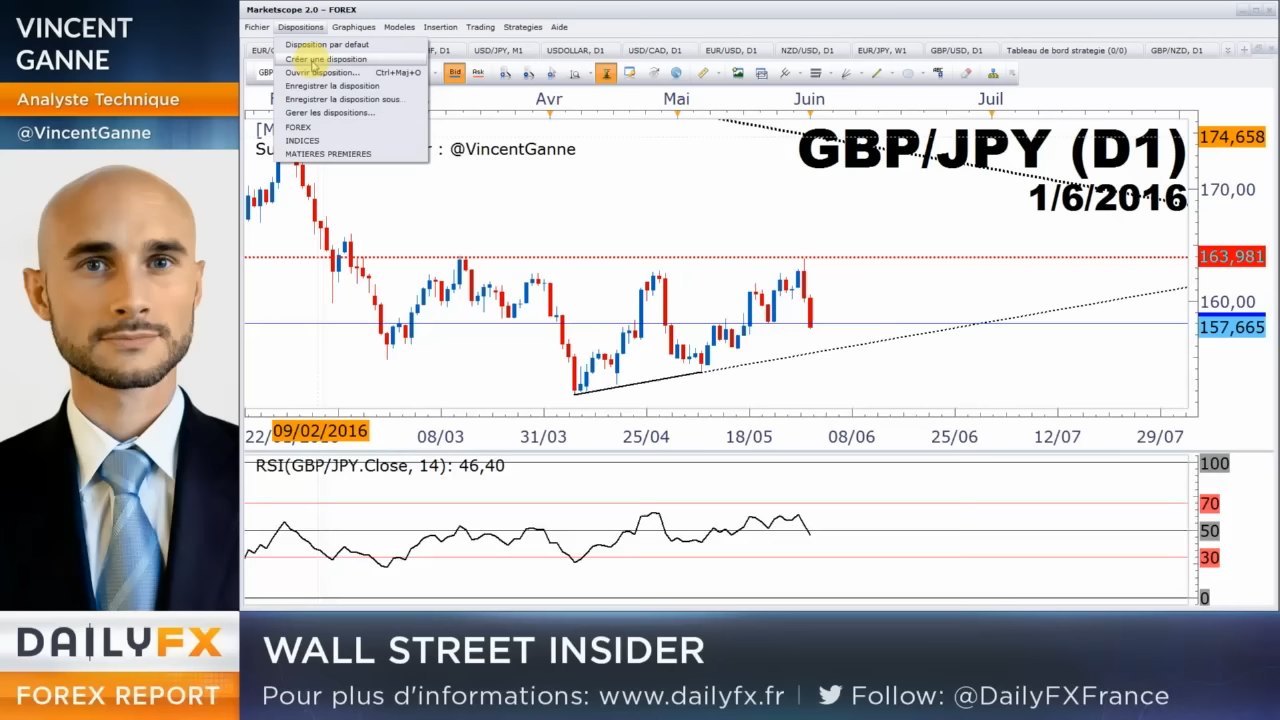 VINCENT
GANNE
Analyste Technique
@VincentGanne
Marketscope 2.0 – FOREX
Fichier Dispositions Graphiques Modeles Insertion Trading Strategies Aide
Disposition par defaut
Créer une disposition
Ouvrir disposition... Ctrl+Maj+O
Enregistrer la disposition
Enregistrer la disposition sous...
Gerer les dispositions...
FOREX
INDICES
MATIERES PREMIERES
USD/JPY, M1 USDOLLAR, D1 USD/CAD, D1 EUR/USD, D1 NZD/USD, D1 EUR/JPY, W1 GBP/USD, D1 Tableau de bord strategie (0/0) GBP/NZD, D1
Bid Ask
Avr Mai Juin Juil
: @VincentGanne
GBP/JPY (D1)
1/6/2016
174,658
170,00
163,981
160,00
157,665
09/02/2016 08/03 31/03 25/04 18/05 08/06 25/06 12/07 29/07
RSI(GBP/JPY.Close, 14): 46,40
100
70
50
30
0
DAILYFX
FOREX REPORT
WALL STREET INSIDER
Pour plus d'informations: www.dailyfx.fr | Follow: @DailyFXFrance